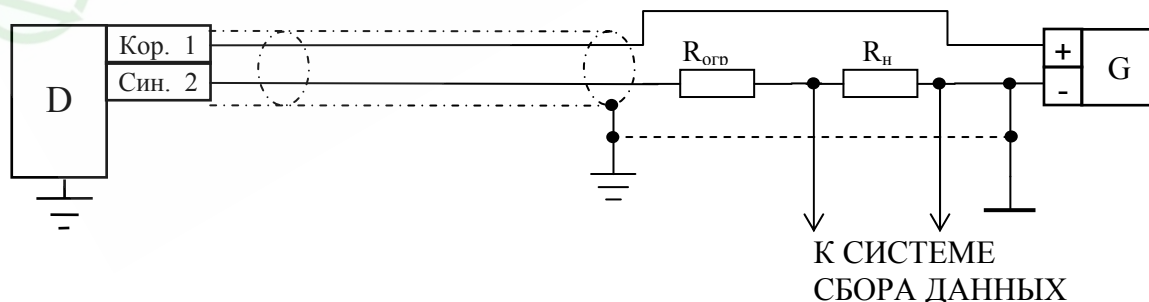 D
Кор. 1
Син. 2
Rогр
Rн
+
-
G
К СИСТЕМЕ
СБОРА ДАННЫХ